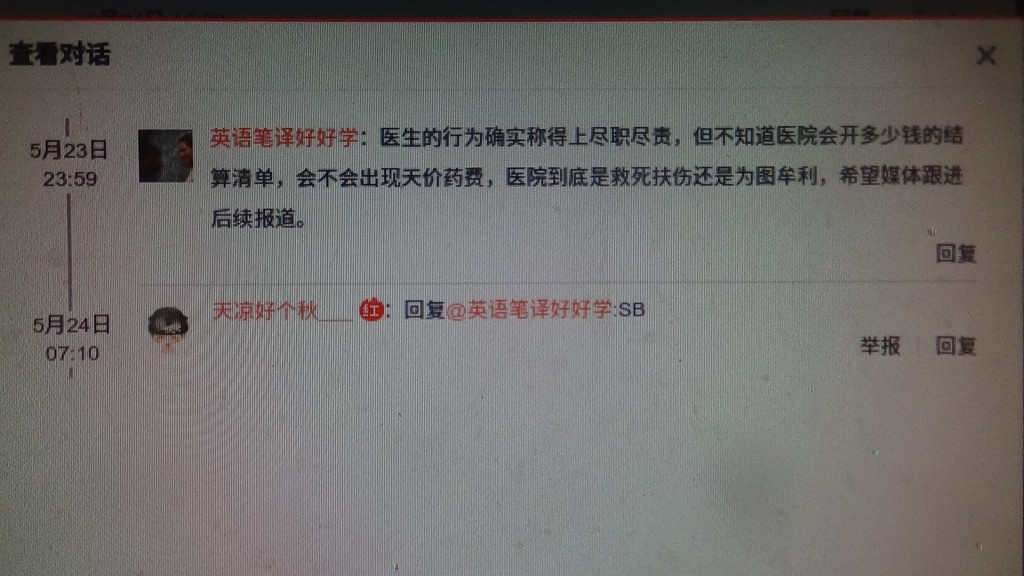 查看对话
5月23日
23:59
英语笔译好好学：医生的行为确实称得上尽职尽责，但不知道医院会开多少钱的结
算清单，会不会出现天价药费，医院到底是救死扶伤还是为图牟利，希望媒体跟进
后续报道。
回复
5月24日
07:10
天凉好个秋___ 红：回复@英语笔译好好学:SB
举报 回复